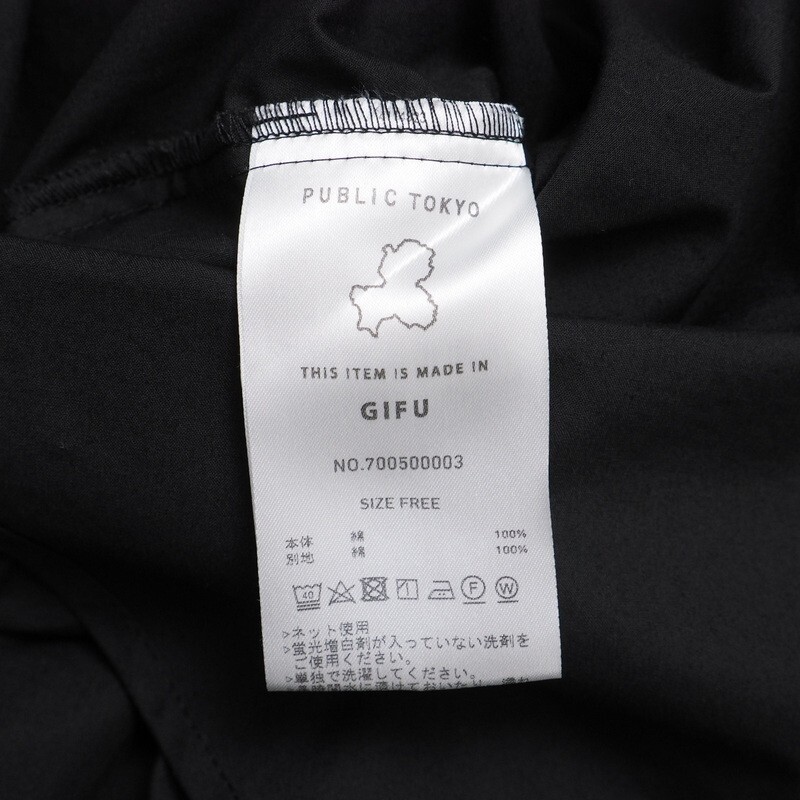 PUBLIC TOKYO
THIS ITEM IS MADE IN
GIFU
NO.700500003
SIZE FREE
本体 綿 100%
別地 綿 100%
40
F W
>ネット使用
>蛍光増白剤が入っていない洗剤を
ご使用ください。
>単独で洗濯してください。